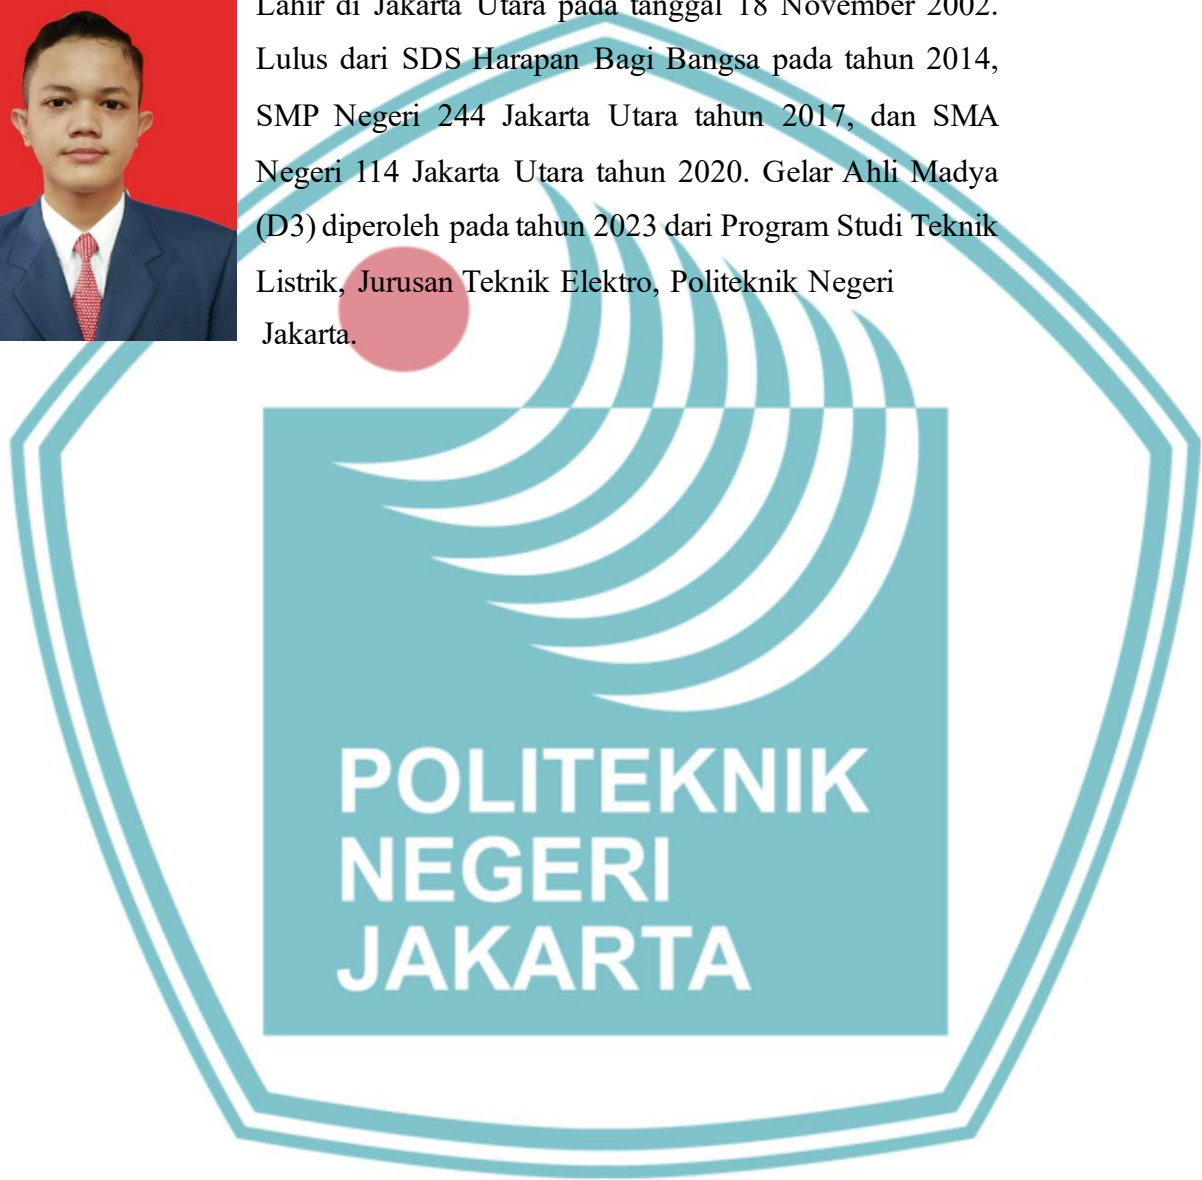 Lahir di Jakarta Utara pada tanggal 18 November 2002.
Lulus dari SDS Harapan Bagi Bangsa pada tahun 2014,
SMP Negeri 244 Jakarta Utara tahun 2017, dan SMA
Negeri 114 Jakarta Utara tahun 2020. Gelar Ahli Madya
(D3) diperoleh pada tahun 2023 dari Program Studi Teknik
Listrik, Jurusan Teknik Elektro, Politeknik Negeri
Jakarta.
POLITEKNIK
NEGERI
JAKARTA